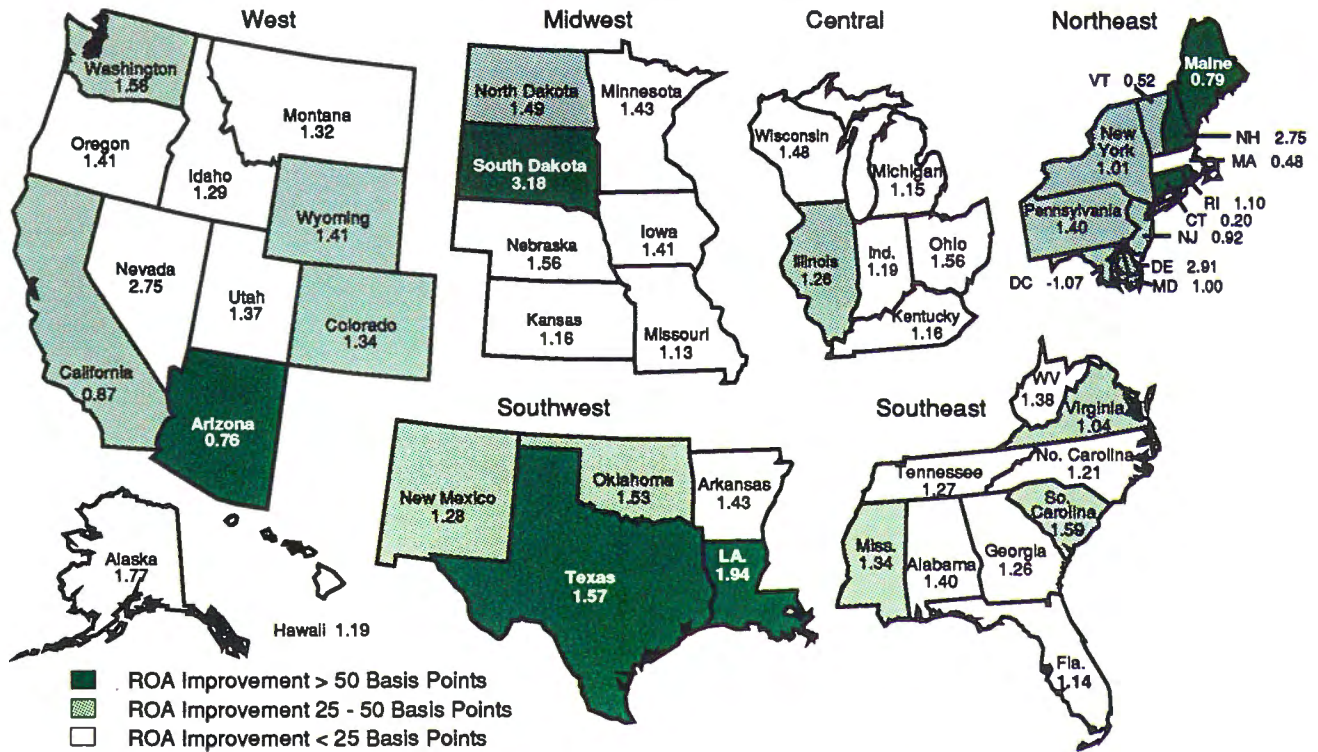 West
Washington
1.56
Oregon
1.41
Idaho
1.29
Montana
1.32
Wyoming
1.41
Nevada
2.75
Utah
1.37
Colorado
1.34
California
0.87
Arizona
0.76
Alaska
1.77
Hawaii 1.19
Midwest
North Dakota
1.49
Minnesota
1.43
South Dakota
3.18
Nebraska
1.56
Iowa
1.41
Kansas
1.16
Missouri
1.13
Central
Wisconsin
1.48
Michigan
1.15
Illinois
1.26
Ind.
1.19
Ohio
1.56
Kentucky
1.16
Northeast
Maine
0.79
VT 0.52
New
York
1.01
NH 2.75
MA 0.48
Pennsylvania
1.40
RI 1.10
CT 0.20
NJ 0.92
DE 2.91
DC -1.07
MD 1.00
Southwest
New Mexico
1.28
Oklahoma
1.53
Arkansas
1.43
Texas
1.57
LA.
1.94
Southeast
WV
1.38
Virginia
1.04
Tennessee
1.27
No. Carolina
1.21
So.
Carolina
1.59
Miss.
1.34
Alabama
1.40
Georgia
1.26
Fla.
1.14
ROA Improvement > 50 Basis Points
ROA Improvement 25 - 50 Basis Points
ROA Improvement < 25 Basis Points